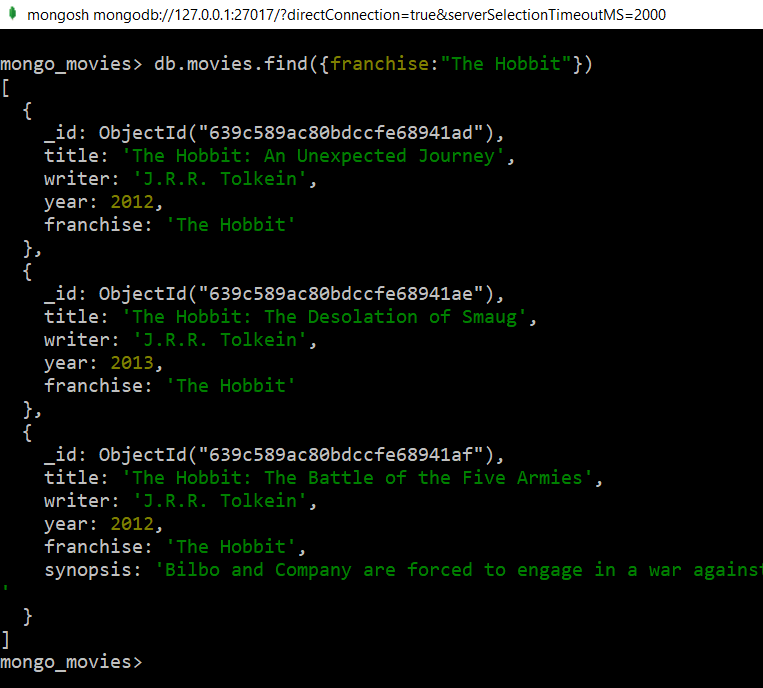 mongosh mongodb://127.0.0.1:27017/?directConnection=true&serverSelectionTimeoutMS=2000
mongo_movies> db.movies.find({franchise:"The Hobbit"})
[
  {
    _id: ObjectId("639c589ac80bdccfe68941ad"),
    title: 'The Hobbit: An Unexpected Journey',
    writer: 'J.R.R. Tolkein',
    year: 2012,
    franchise: 'The Hobbit'
  },
  {
    _id: ObjectId("639c589ac80bdccfe68941ae"),
    title: 'The Hobbit: The Desolation of Smaug',
    writer: 'J.R.R. Tolkein',
    year: 2013,
    franchise: 'The Hobbit'
  },
  {
    _id: ObjectId("639c589ac80bdccfe68941af"),
    title: 'The Hobbit: The Battle of the Five Armies',
    writer: 'J.R.R. Tolkein',
    year: 2012,
    franchise: 'The Hobbit',
    synopsis: 'Bilbo and Company are forced to engage in a war against
'
  }
]
mongo_movies>